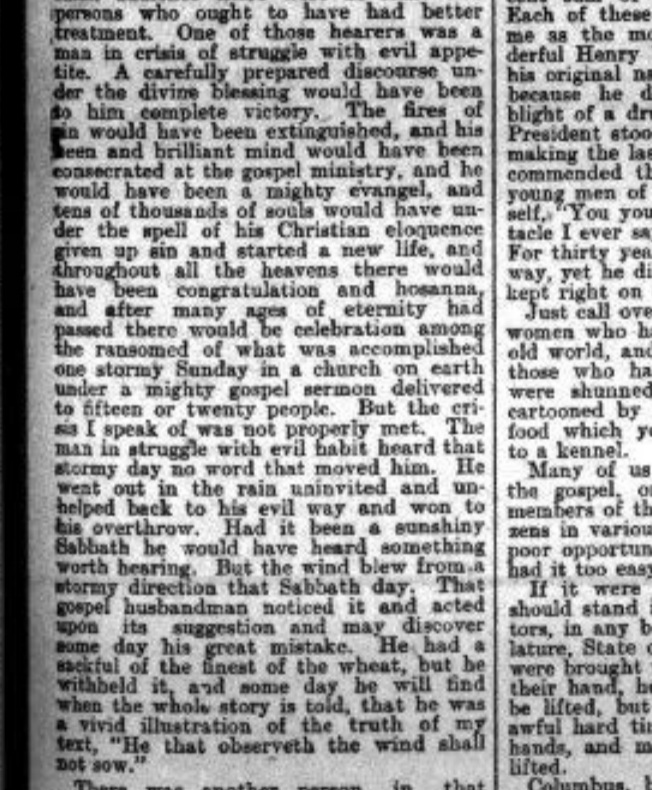 persons who ought to have had better
treatment. One of those hearers was a
man in crisis of struggle with evil appe-
tite. A carefully prepared discourse un-
der the divine blessing would have been
to him complete victory. The fires of
sin would have been extinguished, and his
keen and brilliant mind would have been
consecrated at the gospel ministry, and he
would have been a mighty evangel, and
tens of thousands of souls would have un-
der the spell of his Christian eloquence
given up sin and started a new life, and
throughout all the heavens there would
have been congratulation and hosanna,
and after many ages of eternity had
passed there would be celebration among
the ransomed of what was accomplished
one stormy Sunday in a church on earth
under a mighty gospel sermon delivered
to fifteen or twenty people. But the cri-
sis I speak of was not properly met. The
man in struggle with evil habit heard that
stormy day no word that moved him. He
went out in the rain uninvited and un-
helped back to his evil way and won to
his overthrow. Had it been a sunshiny
Sabbath he would have heard something
worth hearing. But the wind blew from a
stormy direction that Sabbath day. That
gospel husbandman noticed it and acted
upon its suggestion and may discover
some day his great mistake. He had a
sackful of the finest of the wheat, but he
withheld it, and some day he will find
when the whole story is told, that he was
a vivid illustration of the truth of my
text, "He that observeth the wind shall
not sow."
There was another person in that
Each of these
me as the mo
derful Henry
his original na
because he d
blight of a dru
President stoo
making the las
commended th
young men of
self, "You you
tacle I ever sa
For thirty yea
way, yet he di
kept right on
Just call ove
women who ha
old world, and
those who ha
were shunned
cartooned by
food which yo
to a kennel.
Many of us
the gospel, o
members of th
zens in variou
poor opportun
had it too easy
If it were
should stand i
tors, in any b
lature, State o
were brought
their hand, he
be lifted, but
awful hard tin
hands, and m
lifted.
Columbus, b